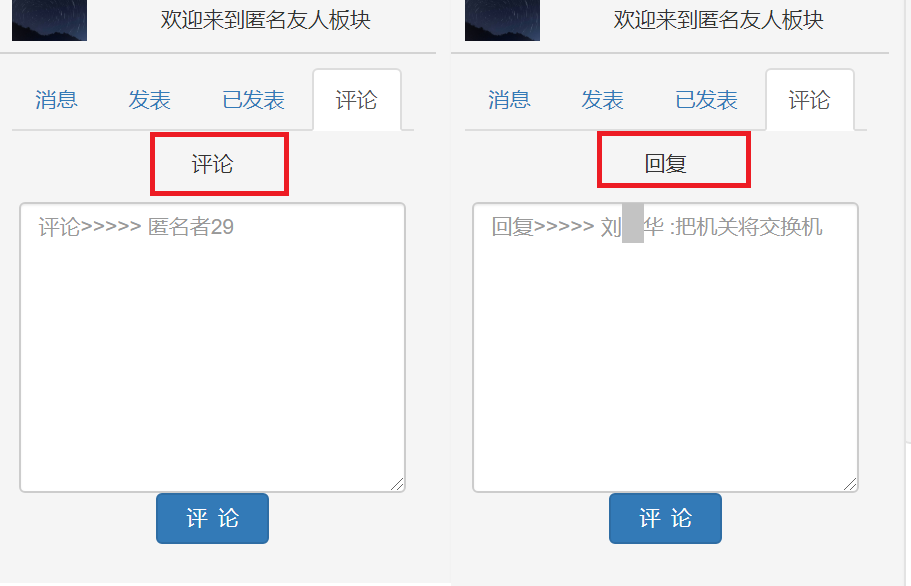 欢迎来到匿名友人板块
消息 发表 已发表 评论
评论
评论>>>>> 匿名者29
评 论
欢迎来到匿名友人板块
消息 发表 已发表 评论
回复
回复>>>>> 刘 华 :把机关将交换机
评 论